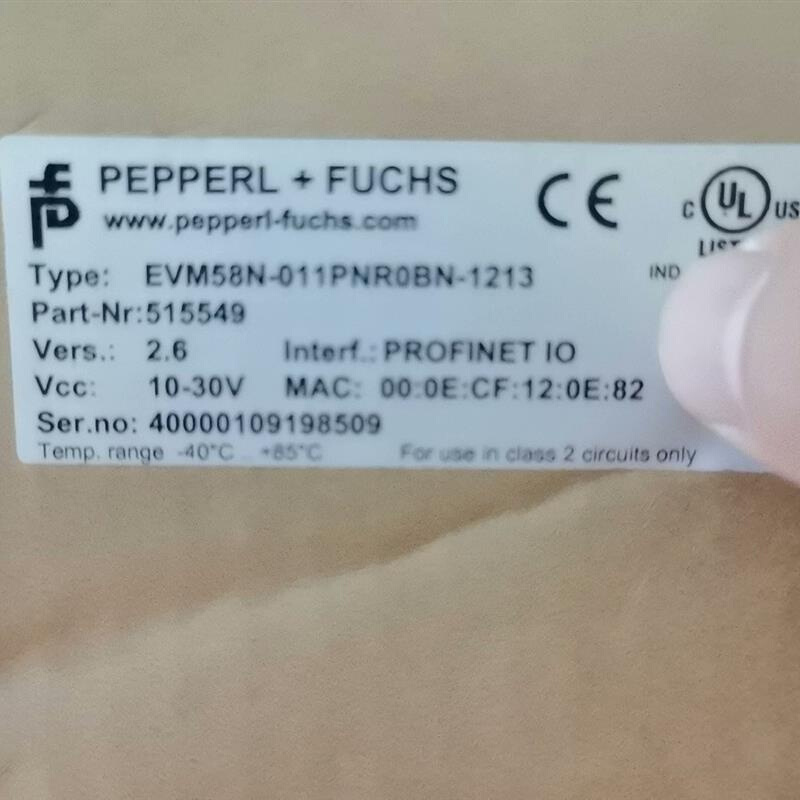 PEPPERL + FUCHS
www.pepperl-fuchs.com
CE
C UL US
LIST
IND
Type: EVM58N-011PNR0BN-1213
Part-Nr:515549
Vers.: 2.6 Interf.: PROFINET IO
Vcc: 10-30V MAC: 00:0E:CF:12:0E:82
Ser.no: 40000109198509
Temp. range -40°C .. +85°C For use in class 2 circuits only